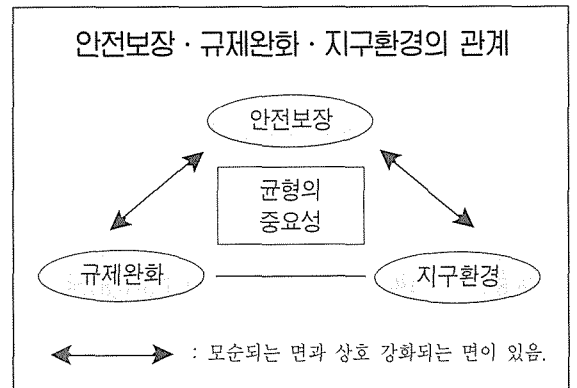 안전보장 · 규제완화 · 지구환경의 관계
안전보장
균형의
중요성
규제완화
지구환경
: 모순되는 면과 상호 강화되는 면이 있음.